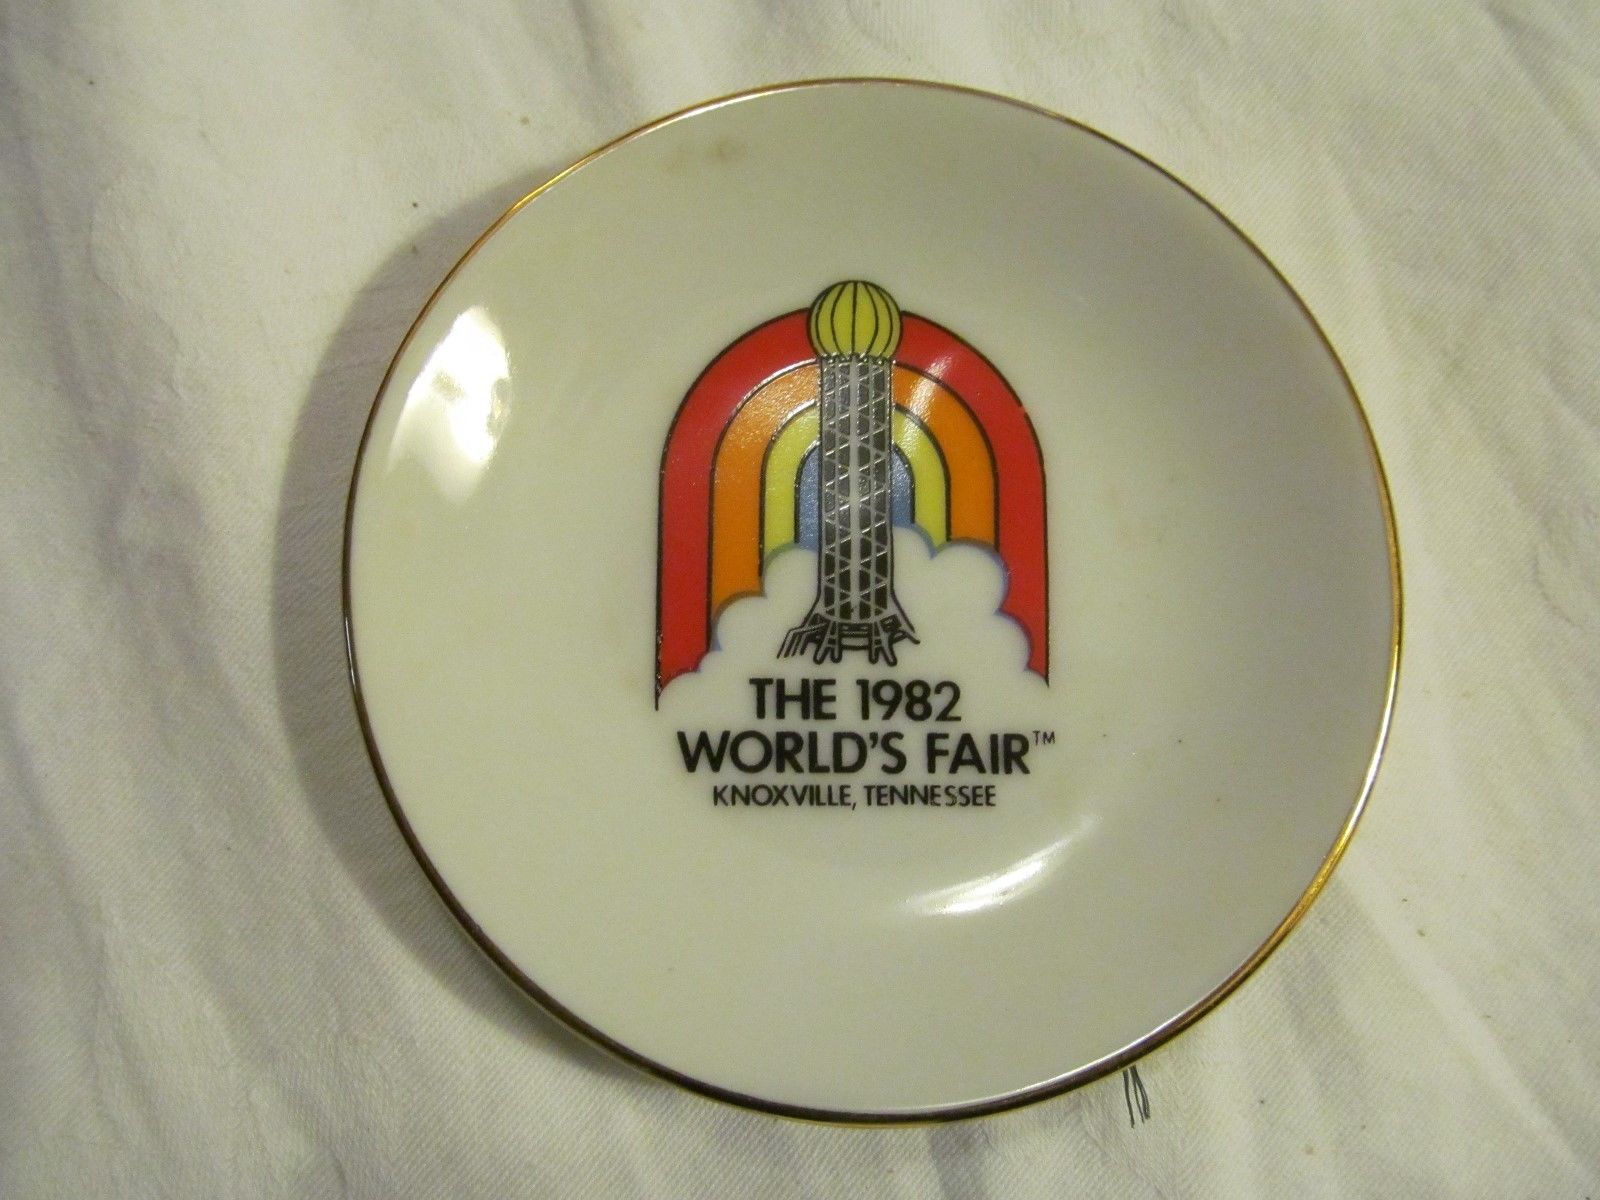 THE 1982
WORLD'S FAIR™
KNOXVILLE, TENNESSEE